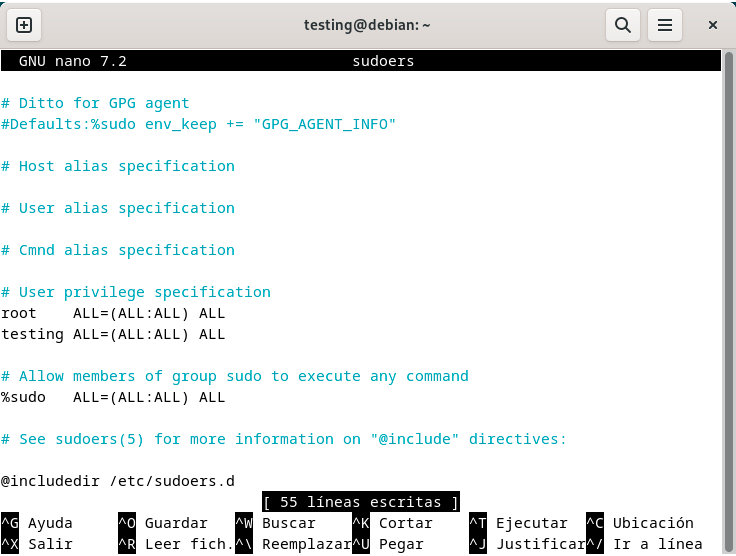 testing@debian: ~
GNU nano 7.2 sudoers
# Ditto for GPG agent
#Defaults:%sudo env_keep += "GPG_AGENT_INFO"
# Host alias specification
# User alias specification
# Cmnd alias specification
# User privilege specification
root    ALL=(ALL:ALL) ALL
testing ALL=(ALL:ALL) ALL
# Allow members of group sudo to execute any command
%sudo   ALL=(ALL:ALL) ALL
# See sudoers(5) for more information on "@include" directives:
@includedir /etc/sudoers.d
[ 55 líneas escritas ]
^G Ayuda ^O Guardar ^W Buscar ^K Cortar ^T Ejecutar ^C Ubicación
^X Salir ^R Leer fich. ^\ Reemplazar ^U Pegar ^J Justificar ^/ Ir a línea